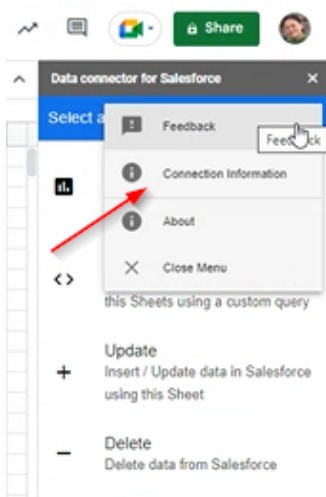 Share
Data connector for Salesforce
Select a
Feedback
Feedback
Connection Information
About
Close Menu
this Sheets using a custom query
Update
Insert / Update data in Salesforce
using this Sheet
Delete
Delete data from Salesforce